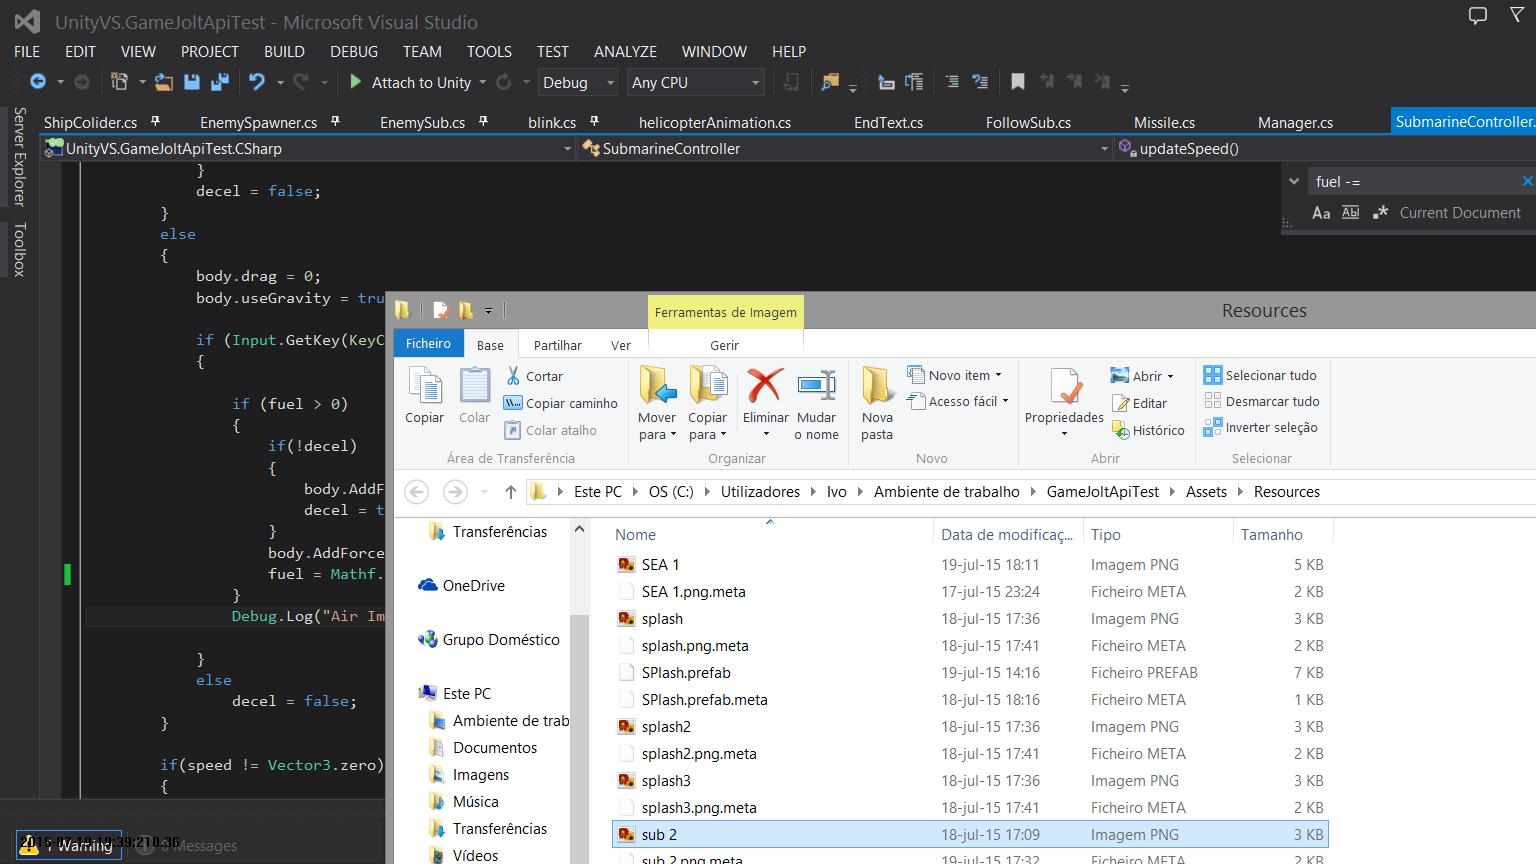 UnityVS.GameJoltApiTest - Microsoft Visual Studio
FILE EDIT VIEW PROJECT BUILD DEBUG TEAM TOOLS TEST ANALYZE WINDOW HELP
Attach to Unity Debug Any CPU
Server Explorer
Toolbox
ShipColider.cs EnemySpawner.cs EnemySub.cs blink.cs helicopterAnimation.cs EndText.cs FollowSub.cs Missile.cs Manager.cs SubmarineController.
UnityVS.GameJoltApiTest.CSharp SubmarineController updateSpeed()
fuel -=
Aa Abl .* Current Document
}
decel = false;
}
else
{
body.drag = 0;
body.useGravity = tru
if (Input.GetKey(KeyC
{
if (fuel > 0)
{
if(!decel)
{
body.AddF
decel = t
}
body.AddForce
fuel = Mathf.
}
Debug.Log("Air Im
}
else
decel = false;
}
if(speed != Vector3.zero)
{
1 Warning
0 Messages
Ferramentas de Imagem
Resources
Ficheiro Base Partilhar Ver Gerir
Copiar
Colar
Cortar
Copiar caminho
Colar atalho
Área de Transferência
Mover para
Copiar para
Eliminar
Mudar o nome
Organizar
Nova pasta
Novo item
Acesso fácil
Novo
Propriedades
Abrir
Editar
Histórico
Abrir
Selecionar tudo
Desmarcar tudo
Inverter seleção
Selecionar
Este PC OS (C:) Utilizadores Ivo Ambiente de trabalho GameJoltApiTest Assets Resources
Transferências
OneDrive
Grupo Doméstico
Este PC
Ambiente de trab
Documentos
Imagens
Música
Transferências
Vídeos
Nome Data de modificaç... Tipo Tamanho
SEA 1 19-jul-15 18:11 Imagem PNG 5 KB
SEA 1.png.meta 17-jul-15 23:24 Ficheiro META 2 KB
splash 18-jul-15 17:36 Imagem PNG 3 KB
splash.png.meta 18-jul-15 17:41 Ficheiro META 2 KB
SPlash.prefab 19-jul-15 14:16 Ficheiro PREFAB 7 KB
SPlash.prefab.meta 18-jul-15 18:16 Ficheiro META 1 KB
splash2 18-jul-15 17:36 Imagem PNG 3 KB
splash2.png.meta 18-jul-15 17:41 Ficheiro META 2 KB
splash3 18-jul-15 17:36 Imagem PNG 3 KB
splash3.png.meta 18-jul-15 17:41 Ficheiro META 2 KB
sub 2 18-jul-15 17:09 Imagem PNG 3 KB
sub 2.png.meta 19-jul-15 17:32 Ficheiro META 2 KB